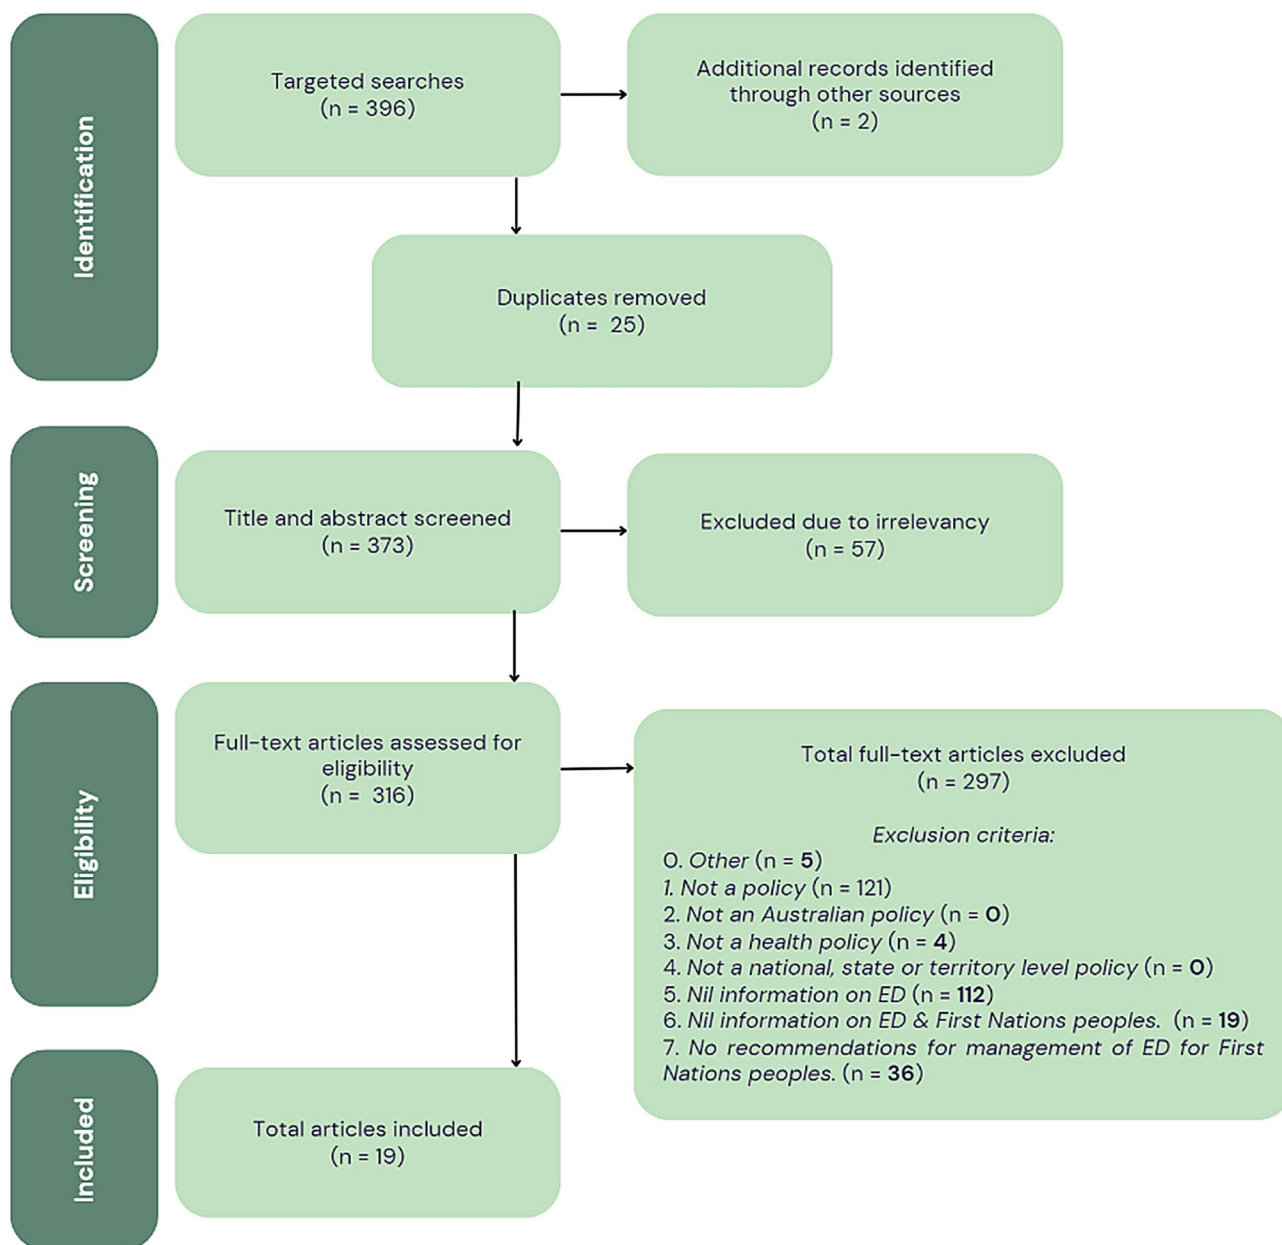 Identification
Targeted searches
(n = 396)
Additional records identified
through other sources
(n = 2)
Duplicates removed
(n =  25)
Screening
Title and abstract screened
(n = 373)
Excluded due to irrelevancy
(n = 57)
Eligibility
Full-text articles assessed for
eligibility
(n =  316)
Total full-text articles excluded
(n = 297)
Exclusion criteria:
0. Other (n = 5)
1. Not a policy (n = 121)
2. Not an Australian policy (n = 0)
3. Not a health policy (n = 4)
4. Not a national, state or territory level policy (n = 0)
5. Nil information on ED (n = 112)
6. Nil information on ED & First Nations peoples.  (n = 19)
7. No recommendations for management of ED for First
Nations peoples. (n = 36)
Included
Total articles included
(n = 19)